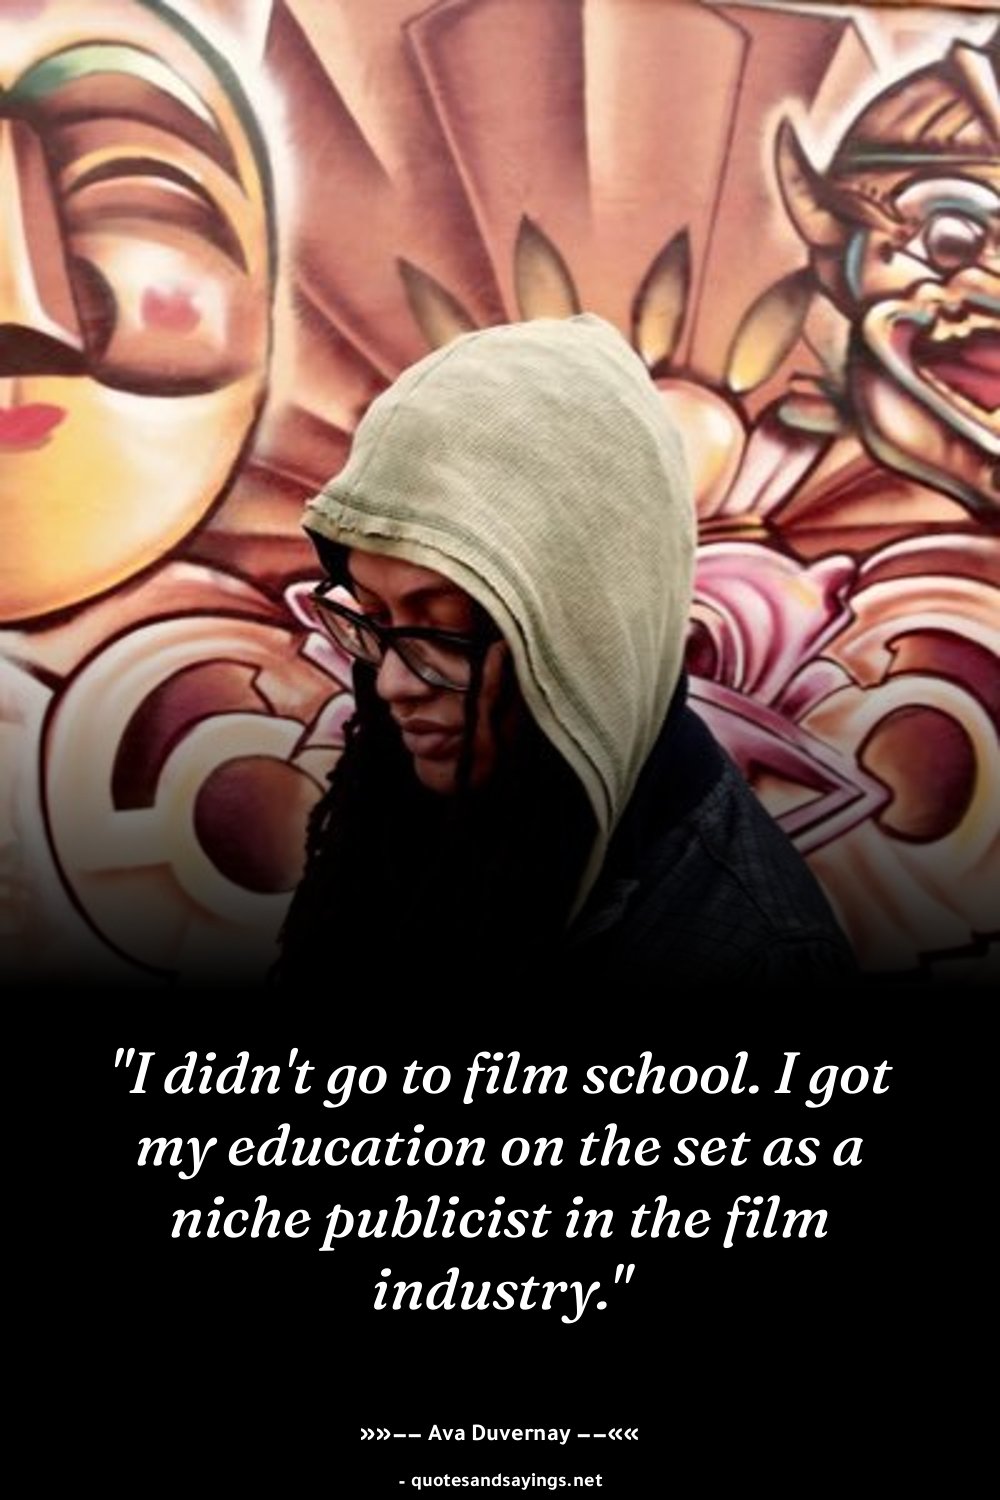 "I didn't go to film school. I got
my education on the set as a
niche publicist in the film
industry."
»»–– Ava Duvernay ––««
- quotesandsayings.net